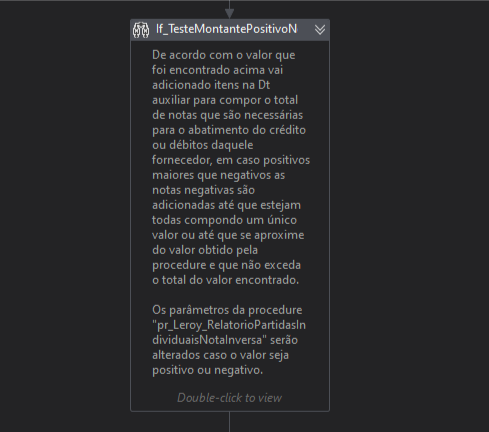 If_TesteMontantePositivoN
De acordo com o valor que
foi encontrado acima vai
adicionado itens na Dt
auxiliar para compor o total
de notas que são necessárias
para o abatimento do crédito
ou débitos daquele
fornecedor, em caso positivos
maiores que negativos as
notas negativas são
adicionadas até que estejam
todas compondo um único
valor ou até que se aproxime
do valor obtido pela
procedure e que não exceda
o total do valor encontrado.
Os parâmetros da procedure
"pr_Leroy_RelatorioPartidasIn
dividuaisNotaInversa" serão
alterados caso o valor seja
positivo ou negativo.
Double-click to view